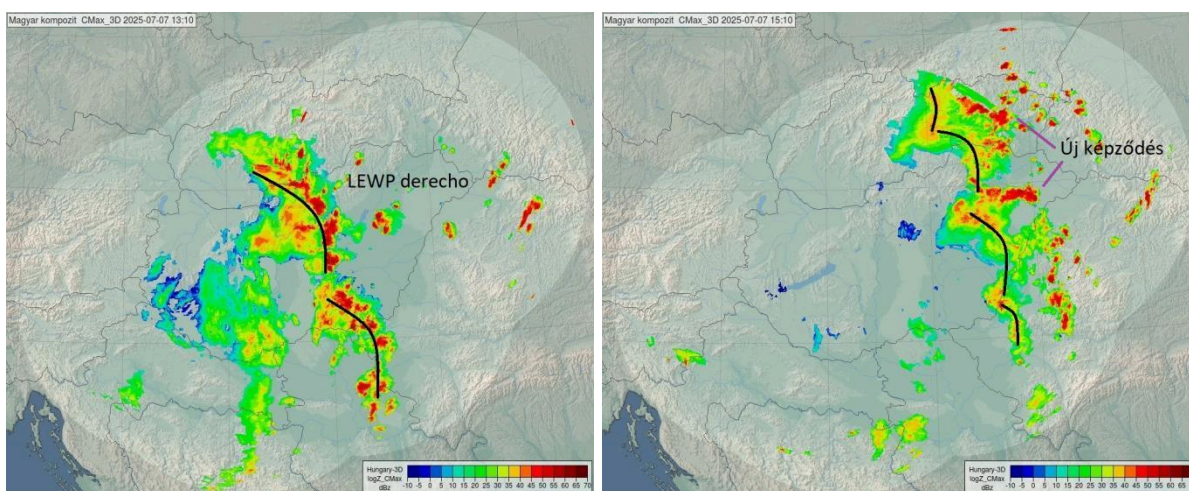 Magyar kompozit CMax_3D 2025-07-07 13:10
LEWP derecho
Hungary-3D
logZ_CMax
dBz
-10 -5 0 5 10 15 20 25 30 35 40 45 50 55 60 65 70
Magyar kompozit CMax_3D 2025-07-07 15:10
Új képződés
Hungary-3D
logZ_CMax
dBz
-10 -5 0 5 10 15 20 25 30 35 40 45 50 55 60 65